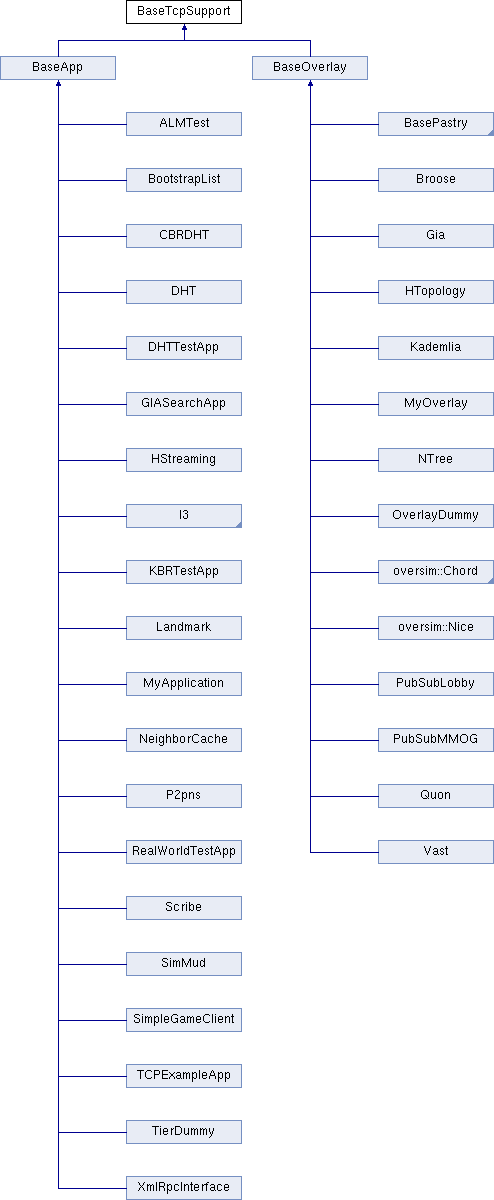 BaseTcpSupport
BaseApp
BaseOverlay
ALMTest
BasePastry
BootstrapList
Broose
CBRDHT
Gia
DHT
HTopology
DHTTestApp
Kademlia
GIASearchApp
MyOverlay
HStreaming
NTree
I3
OverlayDummy
KBRTestApp
oversim::Chord
Landmark
oversim::Nice
MyApplication
PubSubLobby
NeighborCache
PubSubMMOG
P2pns
Quon
RealWorldTestApp
Vast
Scribe
SimMud
SimpleGameClient
TCPExampleApp
TierDummy
XmlRpcInterface